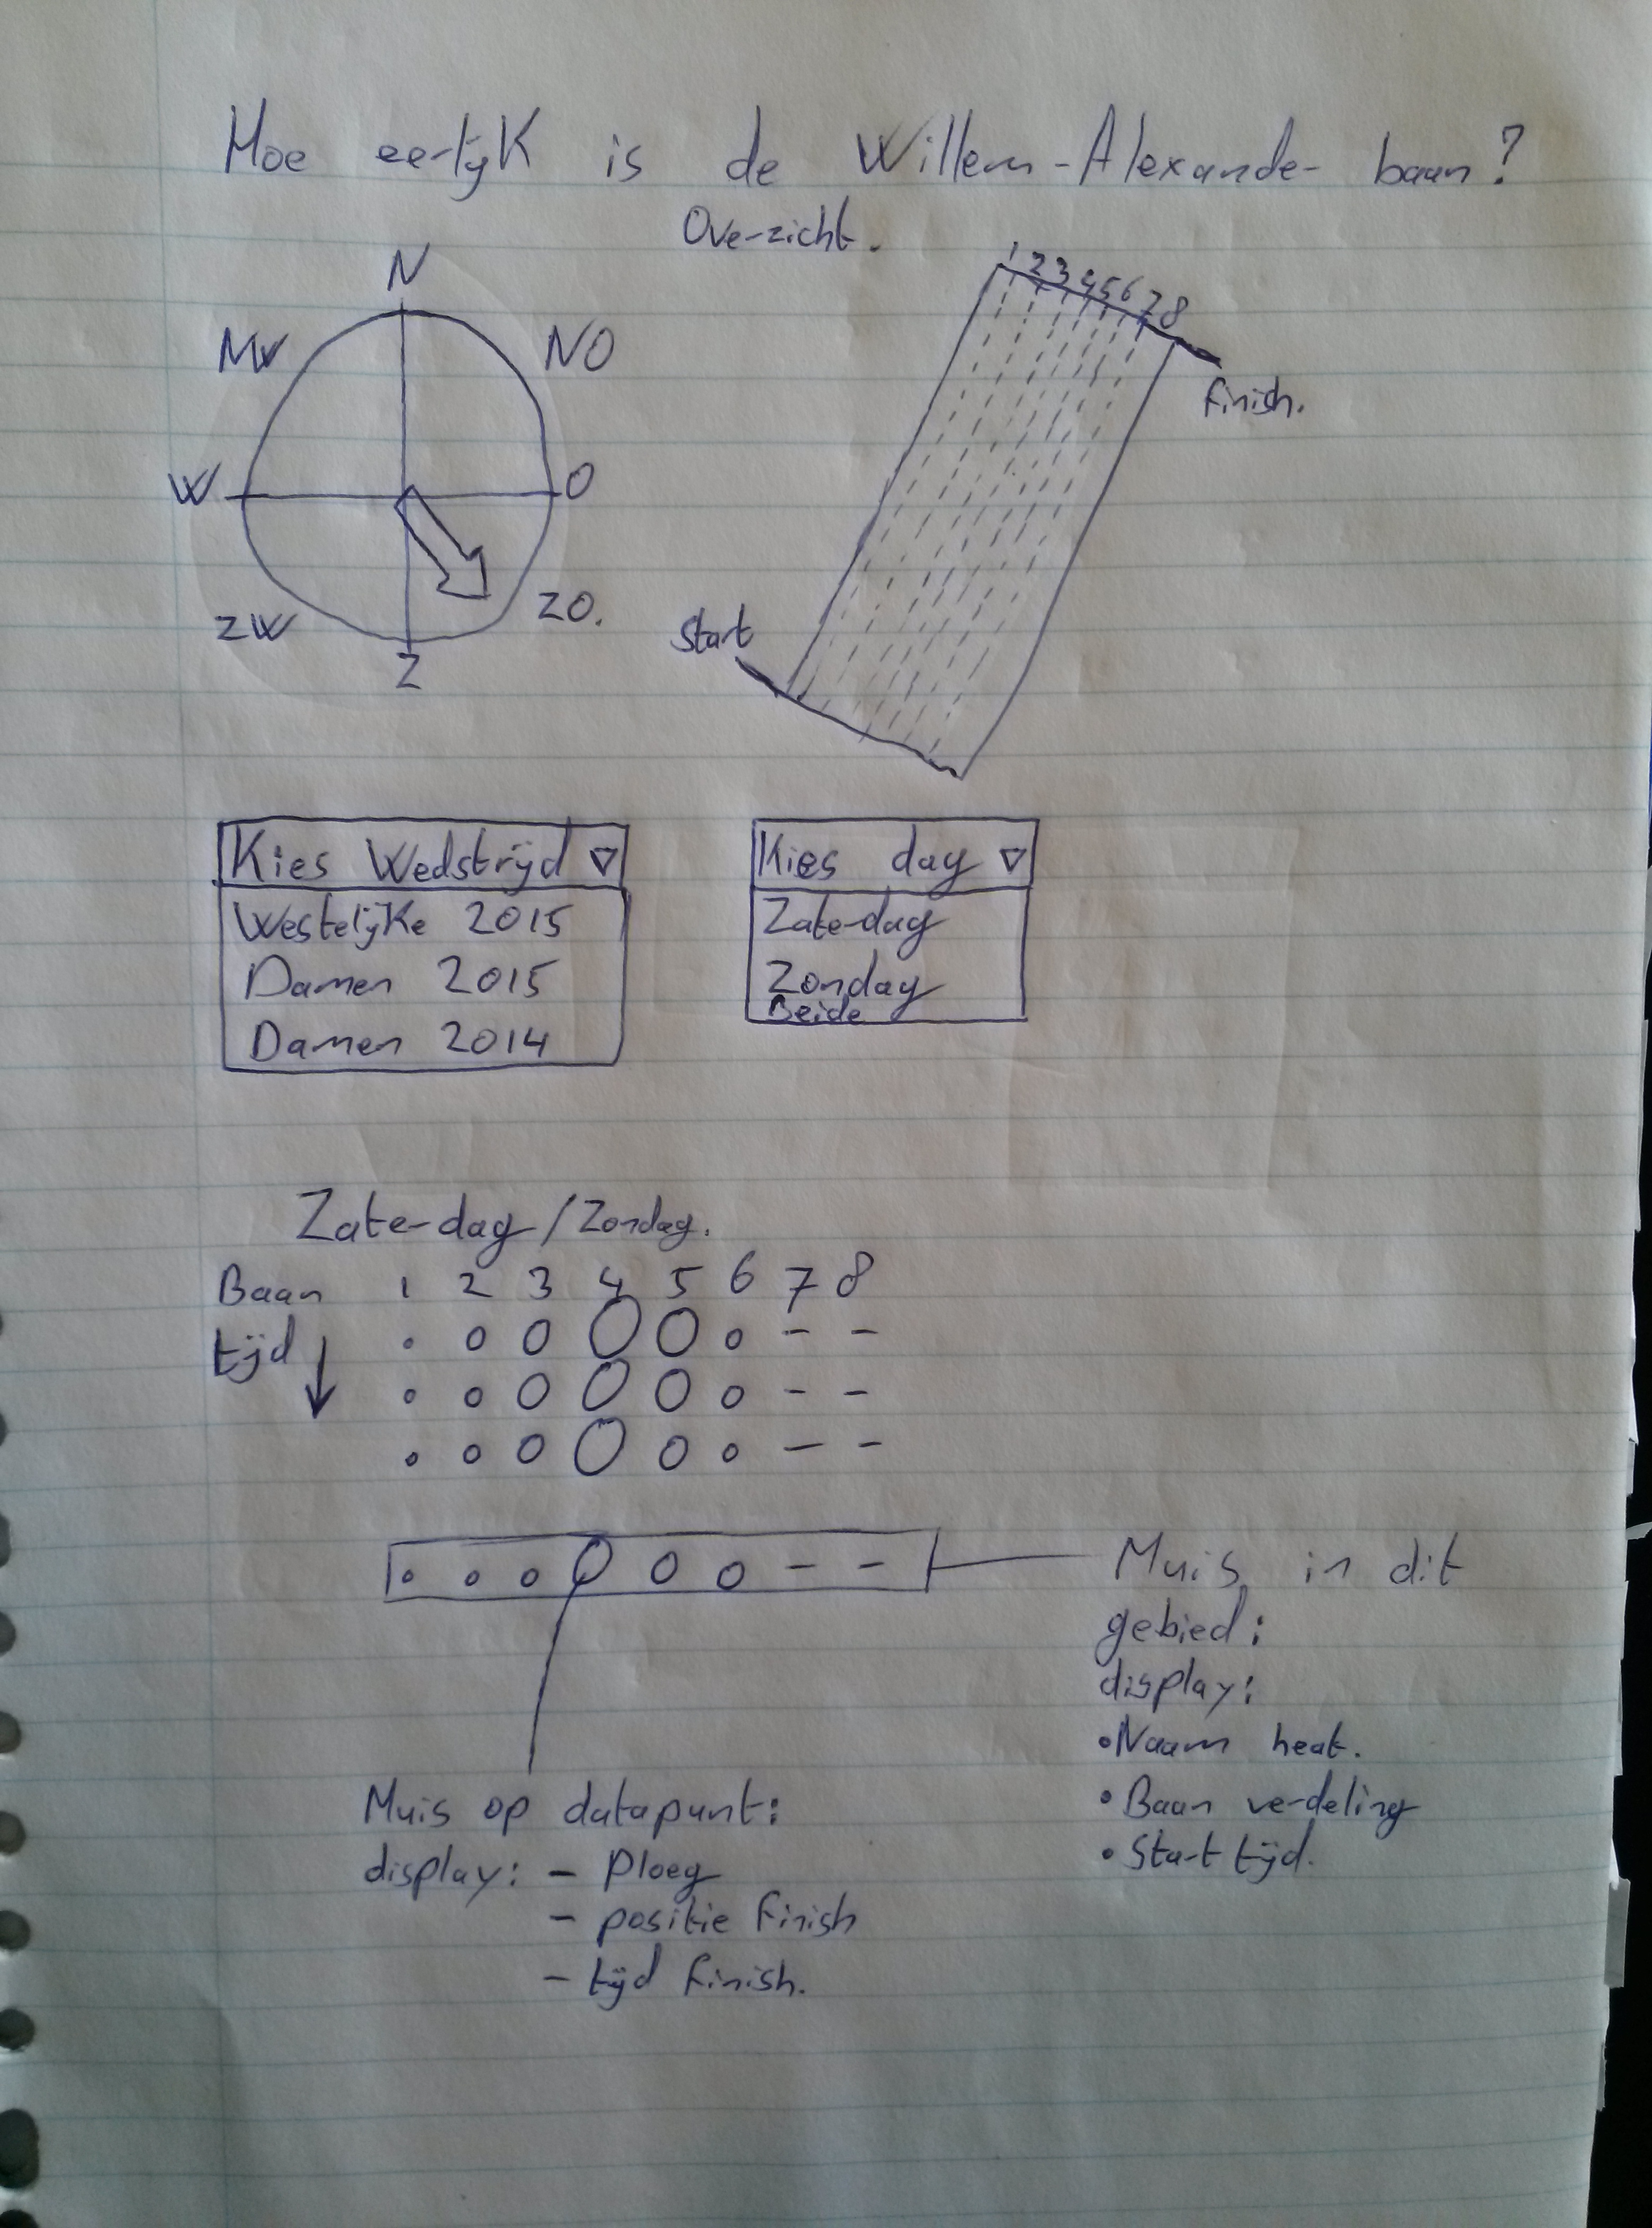 Hoe eerlijk is de Willem-Alexander baan?
Overzicht.
N
NW
NO
W
O
ZW
ZO.
Z
1 2 3 4 5 6 7 8
finish.
Start
Kies Wedstrijd ▽
Westelijke 2015
Damen 2015
Damen 2014
Kies dag ▽
Zaterdag
Zondag
Beide
Zaterdag/Zondag.
Baan 1 2 3 4 5 6 7 8
tijd
Muis in dit
gebied:
display:
• Naam heat.
• Baan verdeling
• Start tijd.
Muis op datapunt:
display: - Ploeg
- positie finish
- tijd finish.